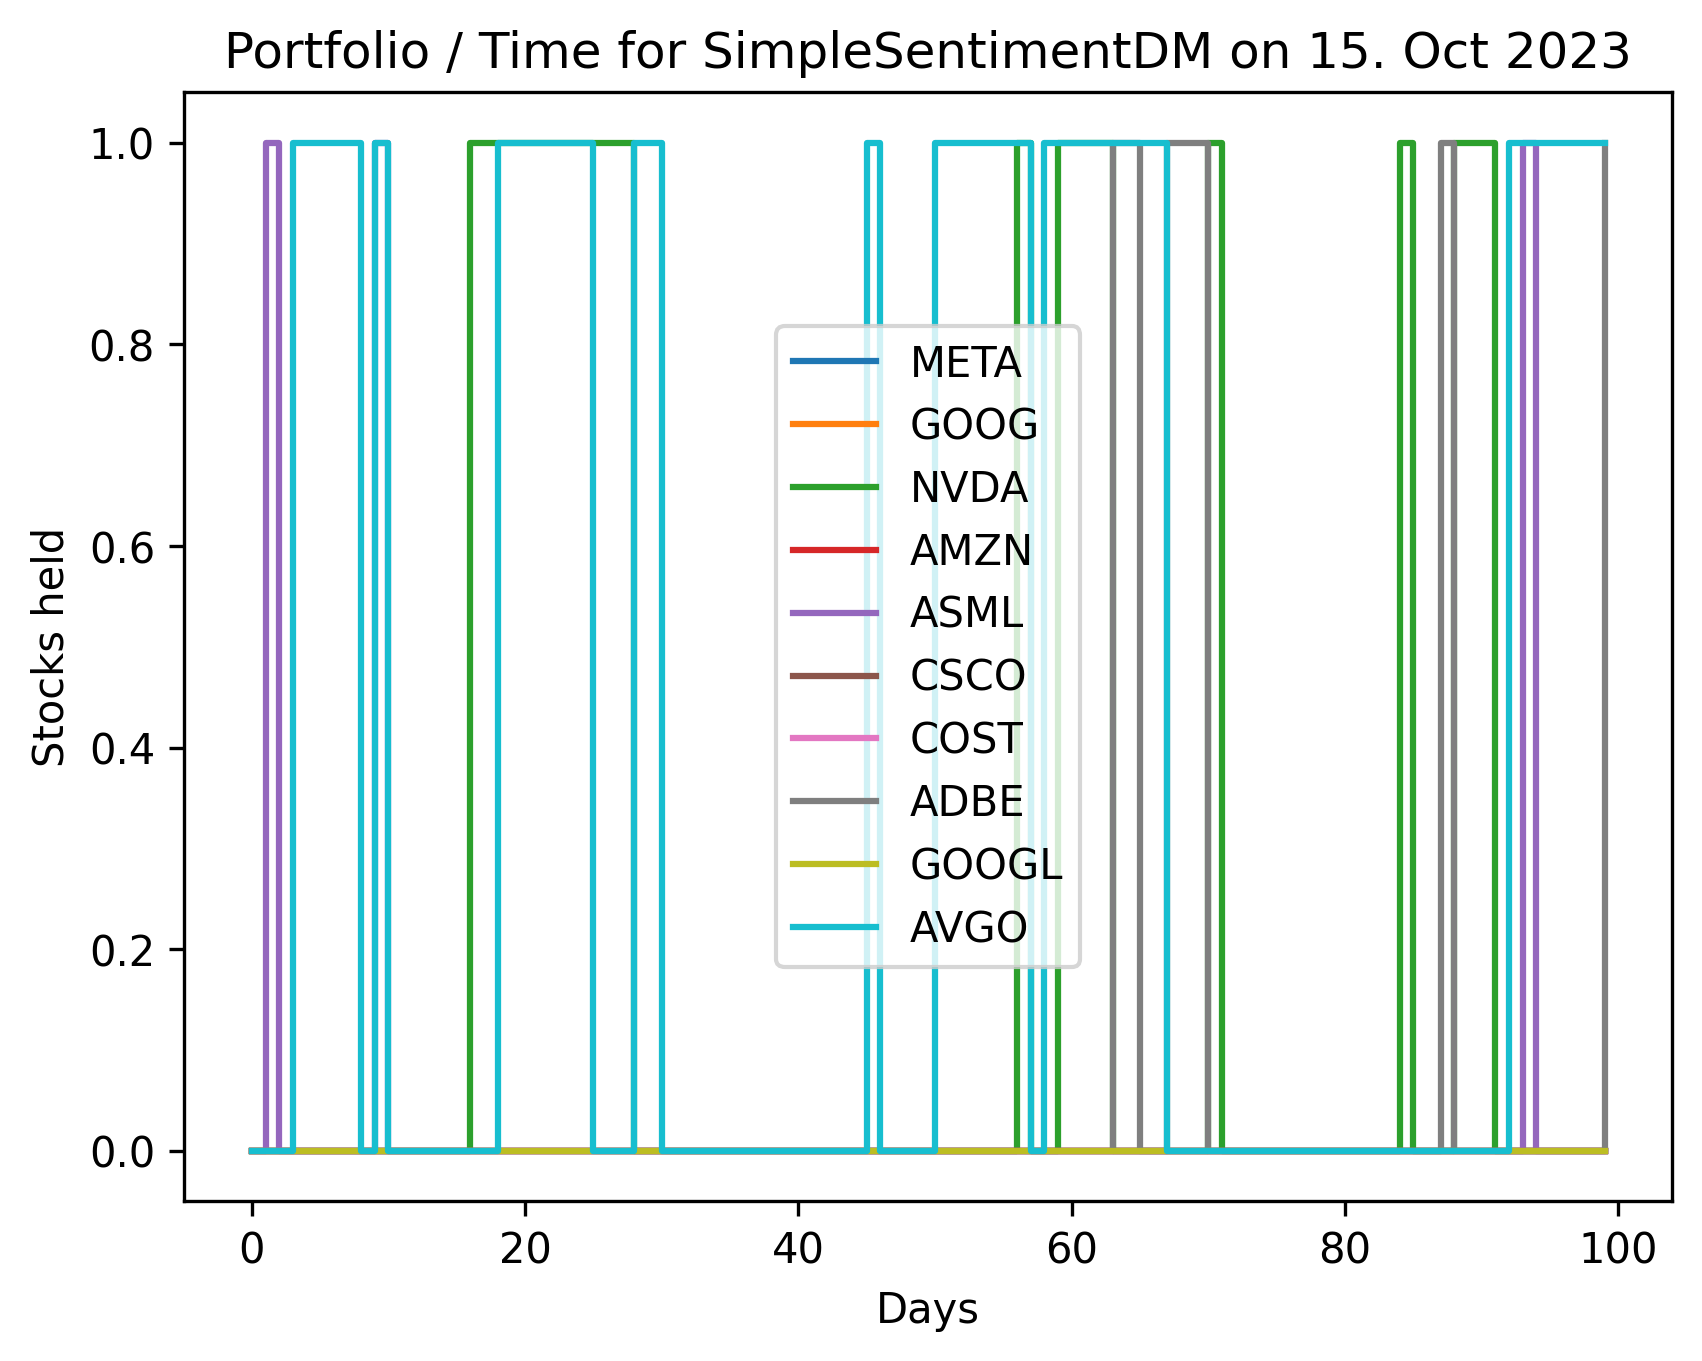 Portfolio / Time for SimpleSentimentDM on 15. Oct 2023
1.0
0.8
0.6
0.4
0.2
0.0
Stocks held
META
GOOG
NVDA
AMZN
ASML
CSCO
COST
ADBE
GOOGL
AVGO
0 20 40 60 80 100
Days